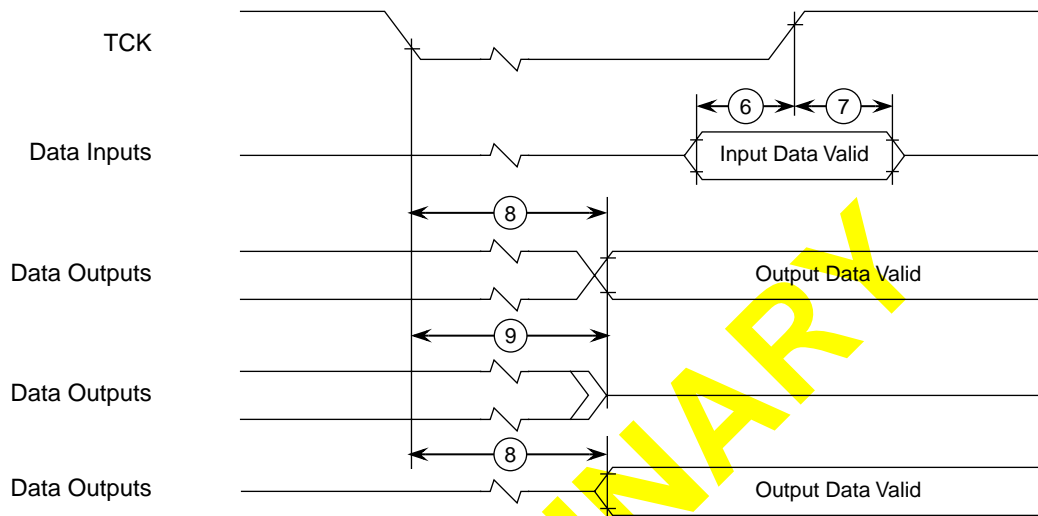 TCK
6
7
Data Inputs
Input Data Valid
8
Data Outputs
Output Data Valid
9
Data Outputs
8
Data Outputs
Output Data Valid